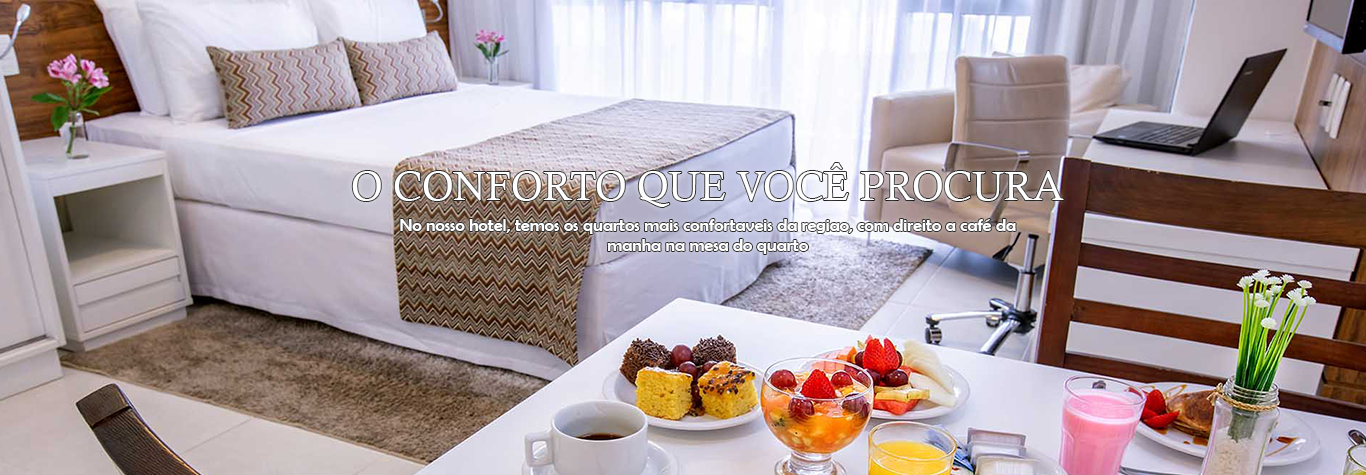 O CONFORTO QUE VOCÊ PROCURA
No nosso hotel, temos os quartos mais confortaveis da regiao, com direito a café da
manha na mesa do quarto